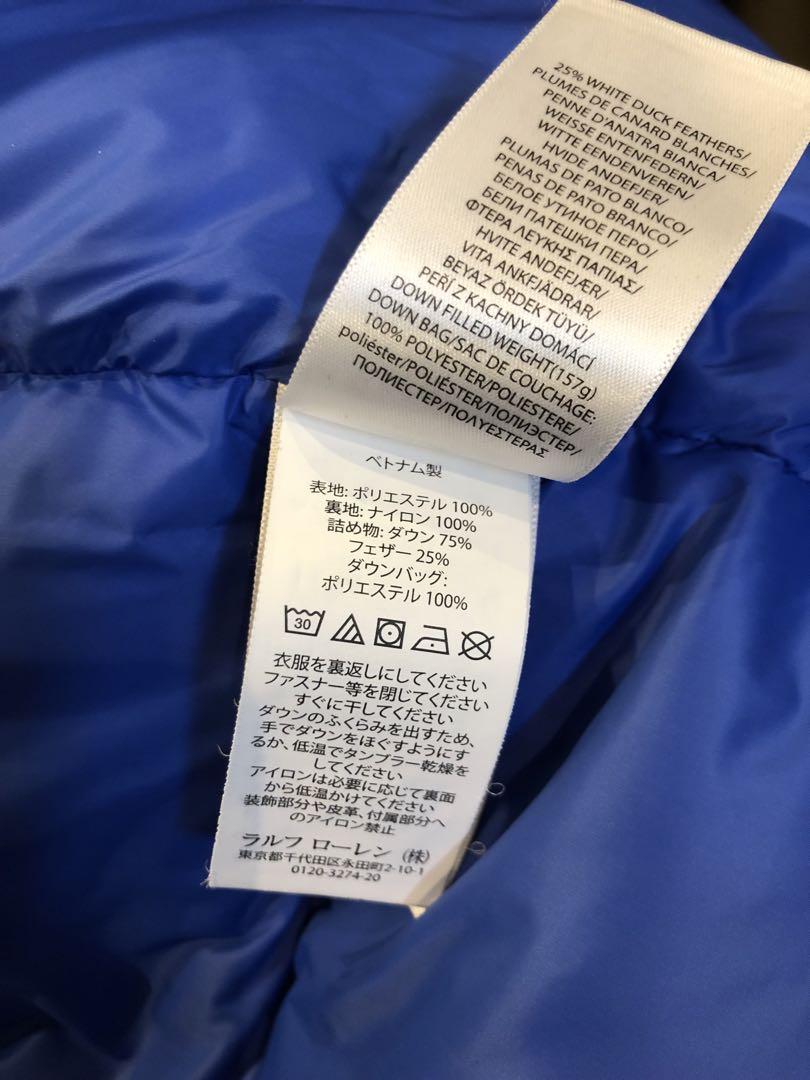 25% WHITE DUCK FEATHERS/
PLUMES DE CANARD BLANCHES/
PENNE D'ANATRA BIANCA/
WEISSE ENTENFEDERN/
WITTE EENDENVEREN/
HVIDE ANDEFJER/
PLUMAS DE PATO BLANCO/
PENAS DE PATO BRANCO/
БЕЛОЕ УТИНОЕ ПЕРО/
БЕЛИ ПАТЕШКИ ПЕРА/
ΦΤΕΡΑ ΛΕΥΚΗΣ ΠΑΠΙΑΣ/
HVITE ANDEFJÆR/
VITA ANKFJÄDRAR/
BEYAZ ÖRDEK TÜYÜ/
PEŘÍ Z KACHNY DOMÁCÍ
DOWN FILLED WEIGHT(157g)
DOWN BAG/SAC DE COUCHAGE:
100% POLYESTER/POLIESTERE/
poliéster/POLIÉSTER/ПОЛИЭСТЕР/
ПОЛИЕСТЕР/ΠΟΛΥΕΣΤΕΡΑΣ
ベトナム製
表地: ポリエステル 100%
裏地: ナイロン 100%
詰め物: ダウン 75%
フェザー 25%
ダウンバッグ:
ポリエステル 100%
30
衣服を裏返しにしてください
ファスナー等を閉じてください
すぐに干してください
ダウンのふくらみを出すため、
手でダウンをほぐすようにす
るか、低温でタンブラー乾燥を
してください
アイロンは必要に応じて裏面
から低温かけてください
装飾部分や皮革、付属部分へ
のアイロン禁止
ラルフ ローレン (株)
東京都千代田区永田町2-10-1
0120-3274-20